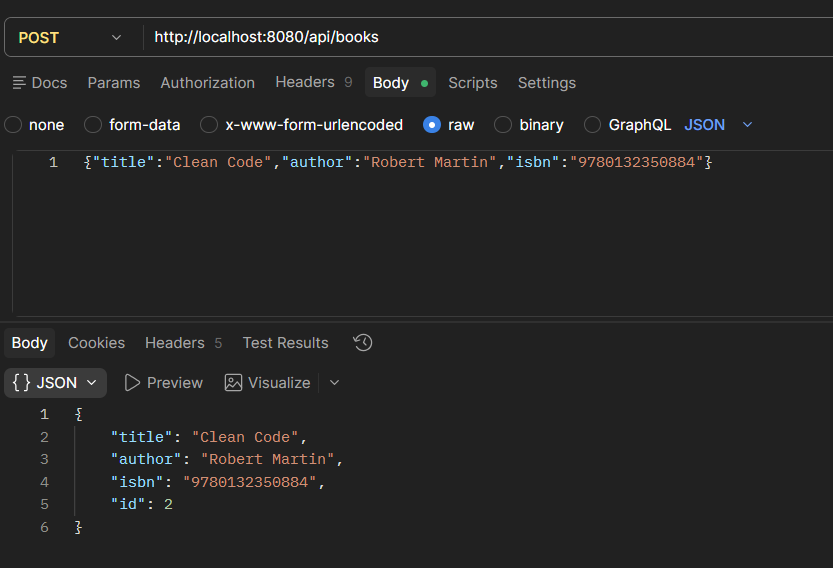 POST http://localhost:8080/api/books
Docs Params Authorization Headers 9 Body Scripts Settings
none form-data x-www-form-urlencoded raw binary GraphQL JSON
1 {"title":"Clean Code","author":"Robert Martin","isbn":"9780132350884"}
Body Cookies Headers 5 Test Results
{} JSON Preview Visualize
1 {
2 "title": "Clean Code",
3 "author": "Robert Martin",
4 "isbn": "9780132350884",
5 "id": 2
6 }